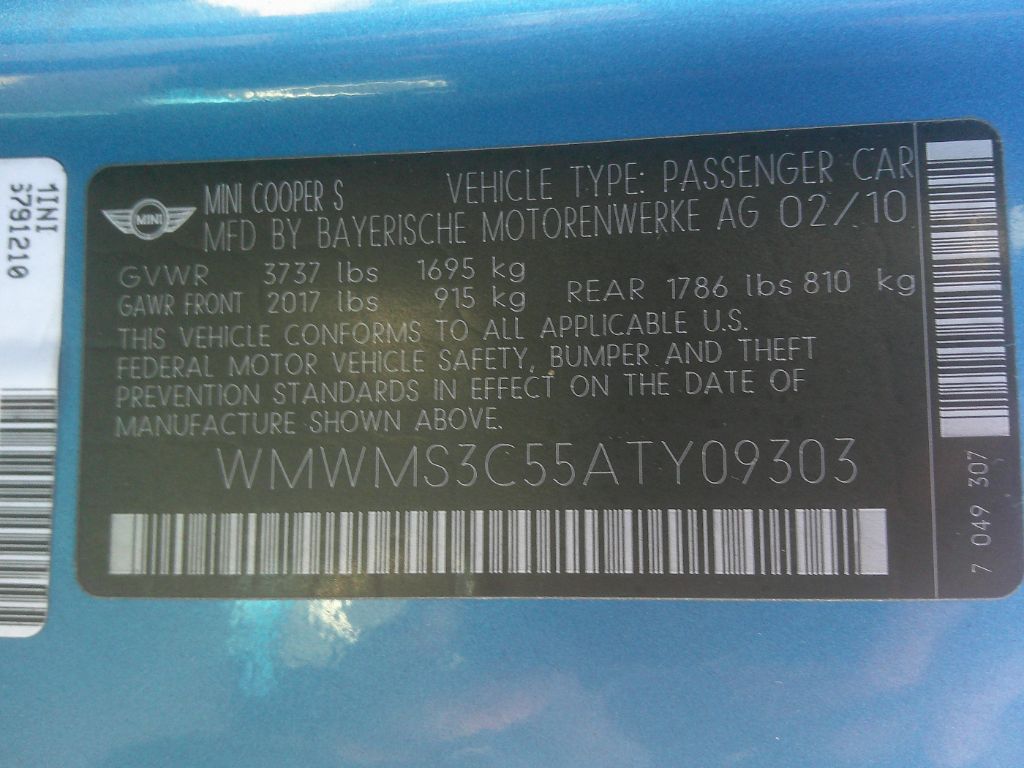 MINI
MINI COOPER S VEHICLE TYPE: PASSENGER CAR
MFD BY BAYERISCHE MOTORENWERKE AG 02/10
GVWR 3737 lbs 1695 kg
GAWR FRONT 2017 lbs 915 kg REAR 1786 lbs 810 kg
THIS VEHICLE CONFORMS TO ALL APPLICABLE U.S.
FEDERAL MOTOR VEHICLE SAFETY, BUMPER AND THEFT
PREVENTION STANDARDS IN EFFECT ON THE DATE OF
MANUFACTURE SHOWN ABOVE.
WMWMS3C55ATY09303
7 049 307
1INI